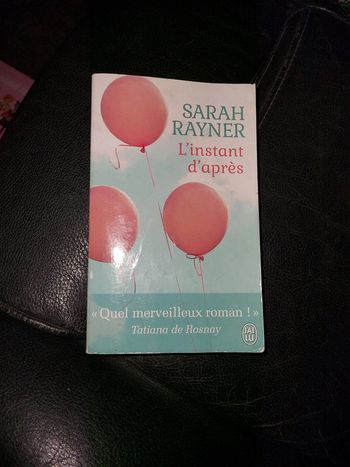 SARAH
RAYNER
L'instant
d'après
« Quel merveilleux roman ! »
Tatiana de Rosnay
J'AI
LU